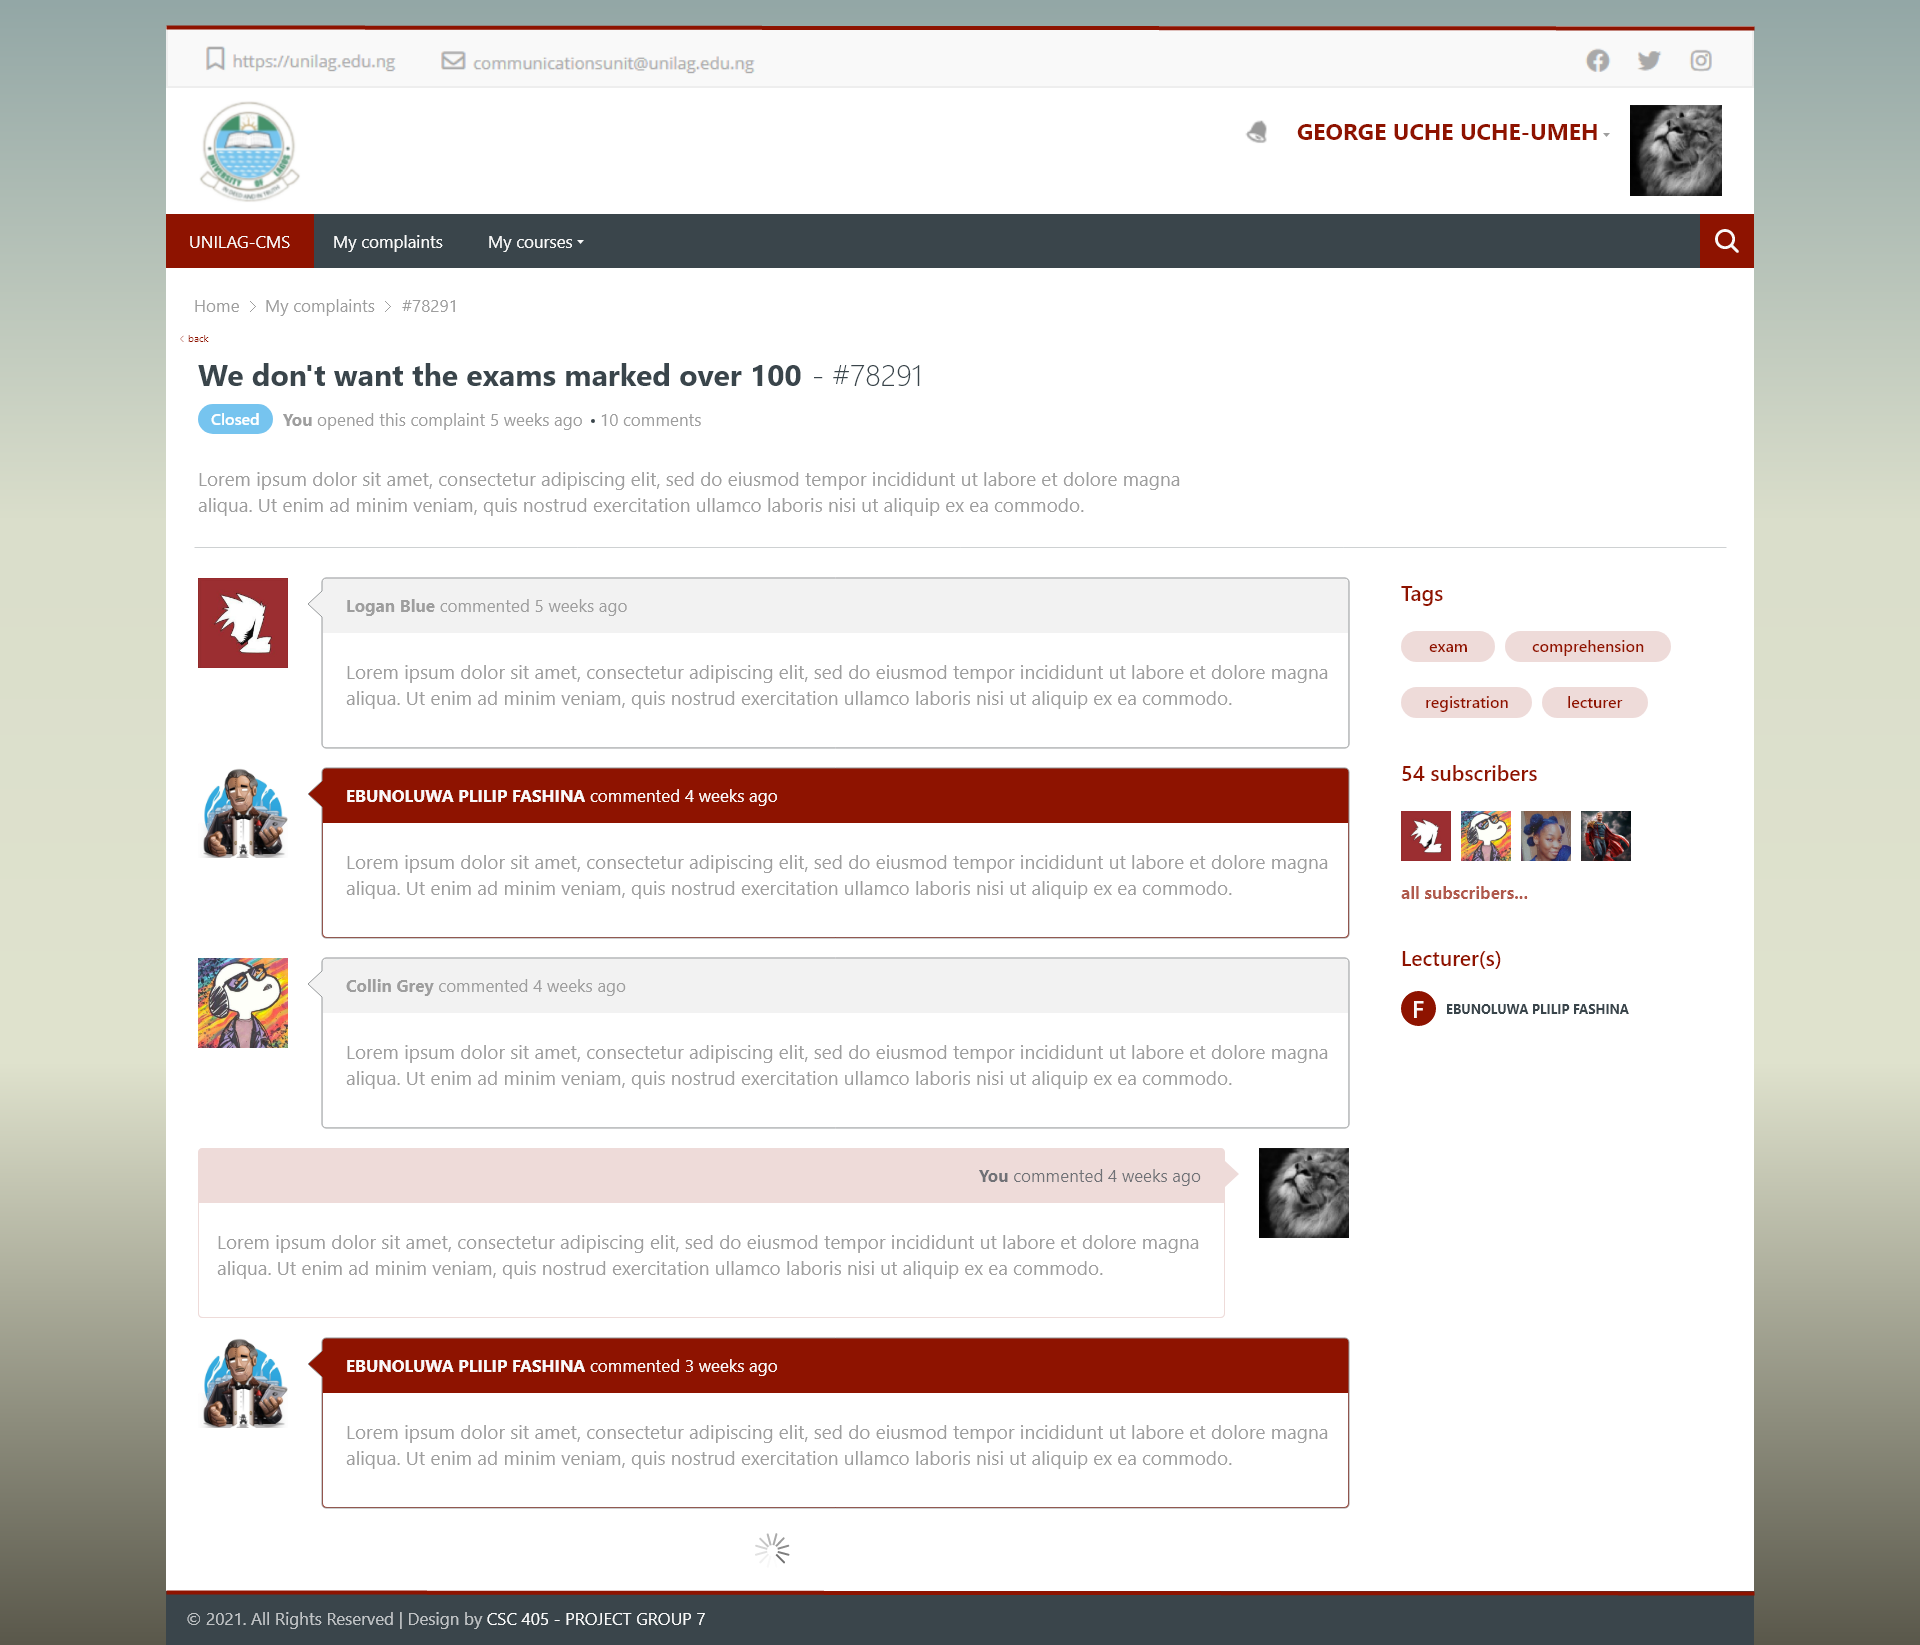 https://unilag.edu.ng
communicationsunit@unilag.edu.ng
UNIVERSITY OF LAGOS
IN DEED AND IN TRUTH
GEORGE UCHE UCHE-UMEH
UNILAG-CMS
My complaints
My courses
Home > My complaints > #78291
< back
We don't want the exams marked over 100 - #78291
Closed You opened this complaint 5 weeks ago • 10 comments
Lorem ipsum dolor sit amet, consectetur adipiscing elit, sed do eiusmod tempor incididunt ut labore et dolore magna
aliqua. Ut enim ad minim veniam, quis nostrud exercitation ullamco laboris nisi ut aliquip ex ea commodo.
Logan Blue commented 5 weeks ago
Lorem ipsum dolor sit amet, consectetur adipiscing elit, sed do eiusmod tempor incididunt ut labore et dolore magna
aliqua. Ut enim ad minim veniam, quis nostrud exercitation ullamco laboris nisi ut aliquip ex ea commodo.
EBUNOLUWA PLILIP FASHINA commented 4 weeks ago
Lorem ipsum dolor sit amet, consectetur adipiscing elit, sed do eiusmod tempor incididunt ut labore et dolore magna
aliqua. Ut enim ad minim veniam, quis nostrud exercitation ullamco laboris nisi ut aliquip ex ea commodo.
Collin Grey commented 4 weeks ago
Lorem ipsum dolor sit amet, consectetur adipiscing elit, sed do eiusmod tempor incididunt ut labore et dolore magna
aliqua. Ut enim ad minim veniam, quis nostrud exercitation ullamco laboris nisi ut aliquip ex ea commodo.
You commented 4 weeks ago
Lorem ipsum dolor sit amet, consectetur adipiscing elit, sed do eiusmod tempor incididunt ut labore et dolore magna
aliqua. Ut enim ad minim veniam, quis nostrud exercitation ullamco laboris nisi ut aliquip ex ea commodo.
EBUNOLUWA PLILIP FASHINA commented 3 weeks ago
Lorem ipsum dolor sit amet, consectetur adipiscing elit, sed do eiusmod tempor incididunt ut labore et dolore magna
aliqua. Ut enim ad minim veniam, quis nostrud exercitation ullamco laboris nisi ut aliquip ex ea commodo.
Tags
exam
comprehension
registration
lecturer
54 subscribers
all subscribers...
Lecturer(s)
F EBUNOLUWA PLILIP FASHINA
© 2021. All Rights Reserved | Design by CSC 405 - PROJECT GROUP 7